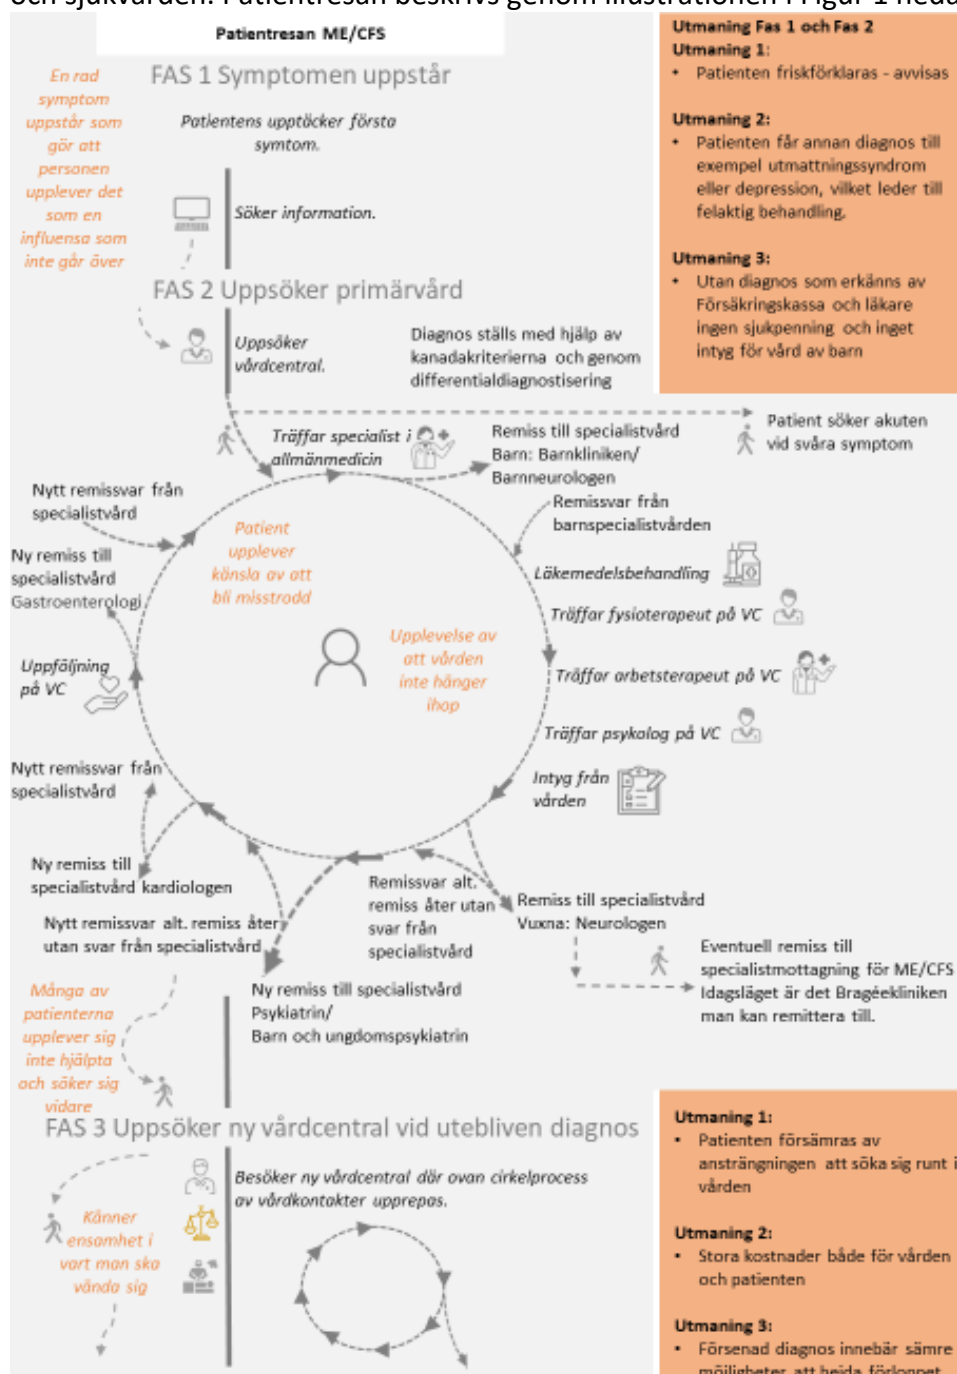 och sjukvården. Patientresan beskrivs genom illustrationen i Figur 1
Patientresan ME/CFS
FAS 1 Symptomen uppstår
En rad
symptom
uppstår som
gör att
personen
upplever det
som en
influensa som
inte går över
Patientens upptäcker första
symtom.
Söker information.
Utmaning Fas 1 och Fas 2
Utmaning 1:
• Patienten friskförklaras - avvisas
Utmaning 2:
• Patienten får annan diagnos till
exempel utmattningssyndrom
eller depression, vilket leder till
felaktig behandling.
Utmaning 3:
• Utan diagnos som erkänns av
Försäkringskassa och läkare
ingen sjukpenning och inget
intyg för vård av barn
FAS 2 Uppsöker primärvård
Uppsöker
vårdcentral.
Diagnos ställs med hjälp av
kanadakriterierna och genom
differentialdiagnostisering
Patient söker akuten
vid svåra symptom
Träffar specialist i
allmänmedicin
Remiss till specialistvård
Barn: Barnkliniken/
Barnneurologen
Remissvar från
barnspecialistvården
Läkemedelsbehandling
Träffar fysioterapeut på VC
Träffar arbetsterapeut på VC
Träffar psykolog på VC
Intyg från
vården
Nytt remissvar från
specialistvård
Ny remiss till
specialistvård
Gastroenterologi
Uppföljning
på VC
Nytt remissvar från
specialistvård
Patient
upplever
känsla av att
bli misstrodd
Upplevelse av
att vården
inte hänger
ihop
Ny remiss till
specialistvård kardiologen
Nytt remissvar alt. remiss åter
utan svar från specialistvård
Remissvar alt.
remiss åter utan
svar från
specialistvård
Remiss till specialistvård
Vuxna: Neurologen
Eventuell remiss till
specialistmottagning för ME/CFS
Idagsläget är det Bragéekliniken
man kan remittera till.
Ny remiss till specialistvård
Psykiatrin/
Barn och ungdomspsykiatrin
Många av
patienterna
upplever sig
inte hjälpta
och söker sig
vidare
FAS 3 Uppsöker ny vårdcentral vid utebliven diagnos
Besöker ny vårdcentral där ovan cirkelprocess
av vårdkontakter upprepas.
Känner
ensamhet i
vart man ska
vända sig
Utmaning 1:
• Patienten försämras av
ansträngningen att söka sig runt i
vården
Utmaning 2:
• Stora kostnader både för vården
och patienten
Utmaning 3:
• Försenad diagnos innebär sämre
möjligheter att hejda förloppet